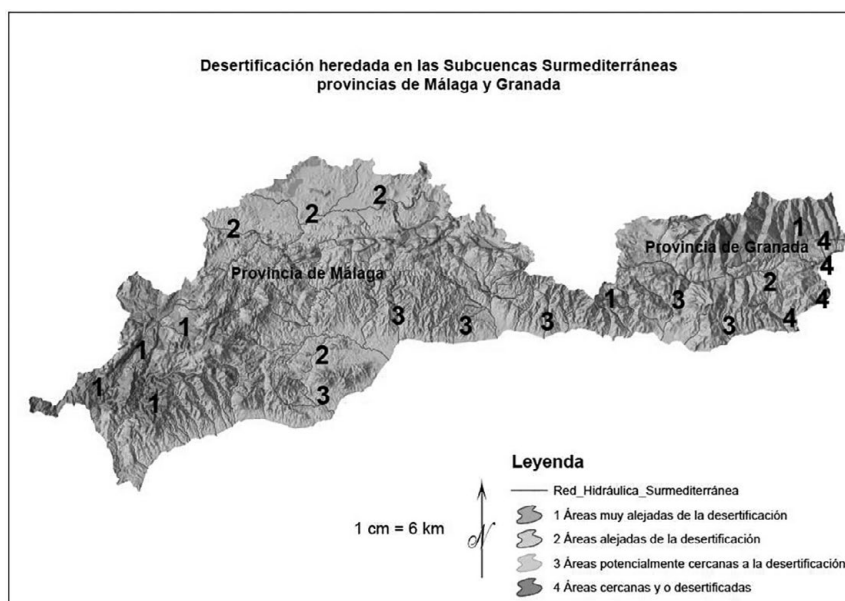 Desertificación heredada en las Subcuencas Surmediterráneas
provincias de Málaga y Granada
2
2
2
1
4
Provincia de Granada
Provincia de Málaga
4
2
1
3
4
3
3
3
3
4
1
1
2
1
1
3
Leyenda
Red_Hidráulica_Surmediterránea
1 Áreas muy alejadas de la desertificación
1 cm = 6 km
N
2 Áreas alejadas de la desertificación
3 Áreas potencialmente cercanas a la desertificación
4 Áreas cercanas y o desertificadas